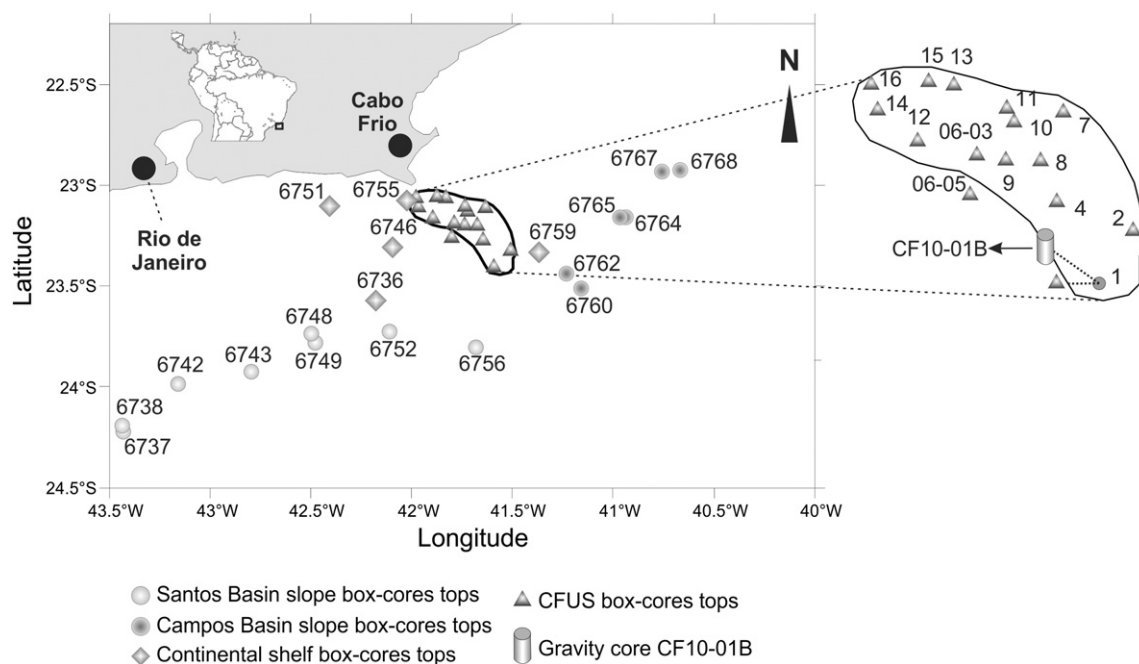 22.5°S
23°S
23.5°S
24°S
24.5°S
Latitude
43.5°W
43°W
42.5°W
42°W
41.5°W
41°W
40.5°W
40°W
Longitude
Cabo
Frio
Rio de
Janeiro
N
6751
6755
6746
6736
6767
6768
6765
6764
6759
6762
6760
6748
6749
6752
6756
6743
6742
6738
6737
15
13
16
14
12
11
10
7
06-03
9
8
06-05
4
2
CF10-01B
1
Santos Basin slope box-cores tops
Campos Basin slope box-cores tops
Continental shelf box-cores tops
CFUS box-cores tops
Gravity core CF10-01B